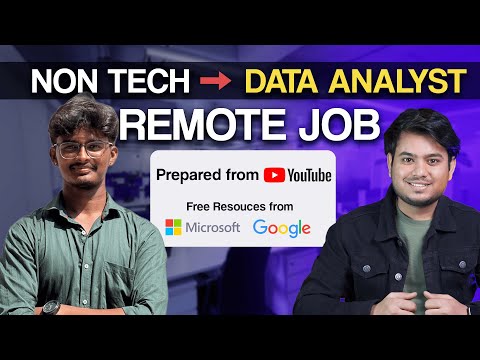 NON TECH → DATA ANALYST
REMOTE JOB
Prepared from YouTube
Free Resouces from
Microsoft Google